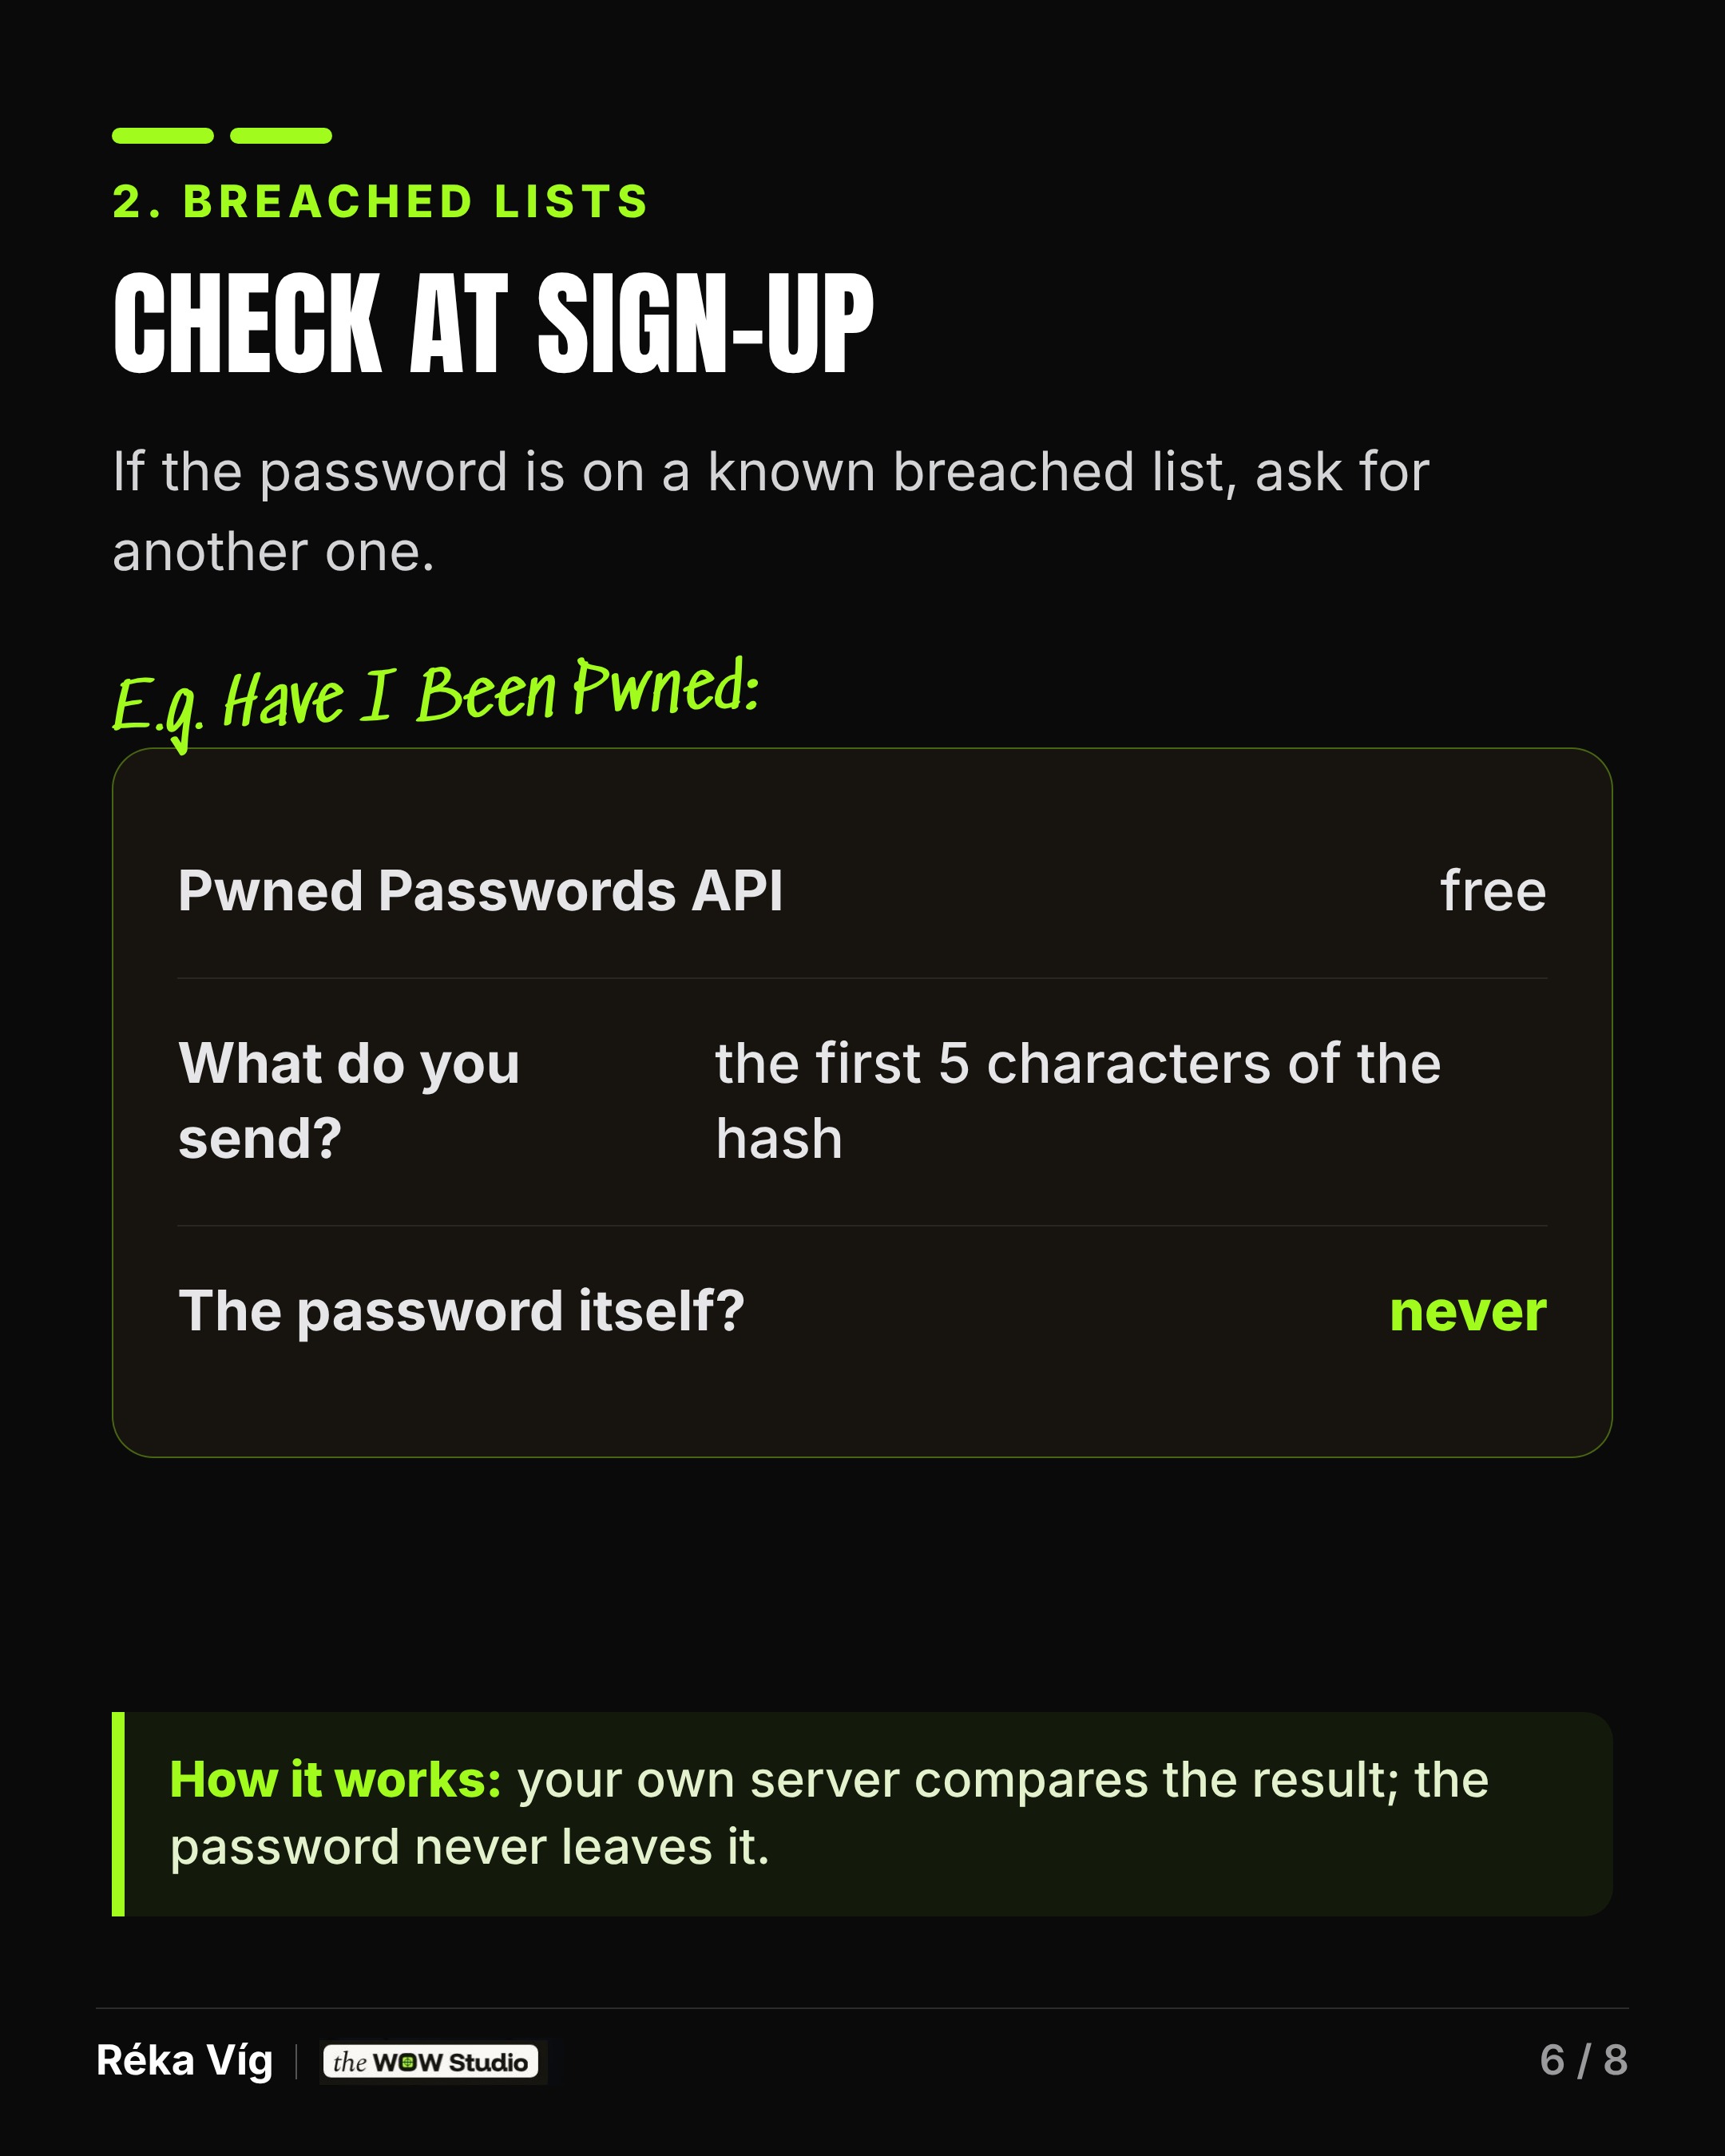 2. BREACHED LISTS
CHECK AT SIGN-UP
If the password is on a known breached list, ask for
another one.
E.g. Have I Been Pwned:
Pwned Passwords API free
What do you the first 5 characters of the
send? hash
The password itself? never
How it works: your own server compares the result; the
password never leaves it.
Réka Víg the WOW Studio 6 / 8